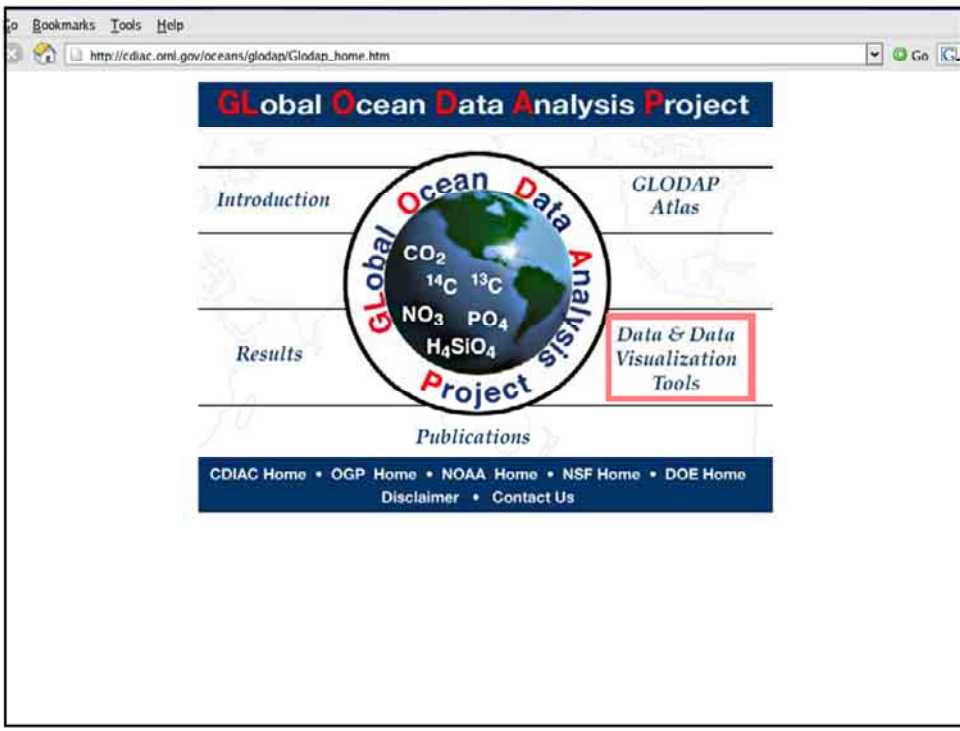 Go Bookmarks Tools Help
http://cdiac.ornl.gov/oceans/glodap/Glodap_home.htm
Go
GLobal Ocean Data Analysis Project
Introduction
GLODAP
Atlas
GLobal Ocean Data Analysis Project
CO₂
¹⁴C ¹³C
NO₃ PO₄
H₄SiO₄
Results
Data & Data
Visualization
Tools
Publications
CDIAC Home • OGP Home • NOAA Home • NSF Home • DOE Home
Disclaimer • Contact Us